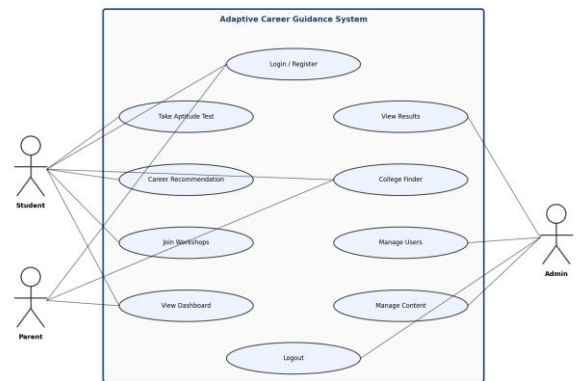 Adaptive Career Guidance System
Login / Register
Take Aptitude Test
View Results
Career Recommendation
College Finder
Student
Join Workshops
Manage Users
Admin
View Dashboard
Manage Content
Parent
Logout